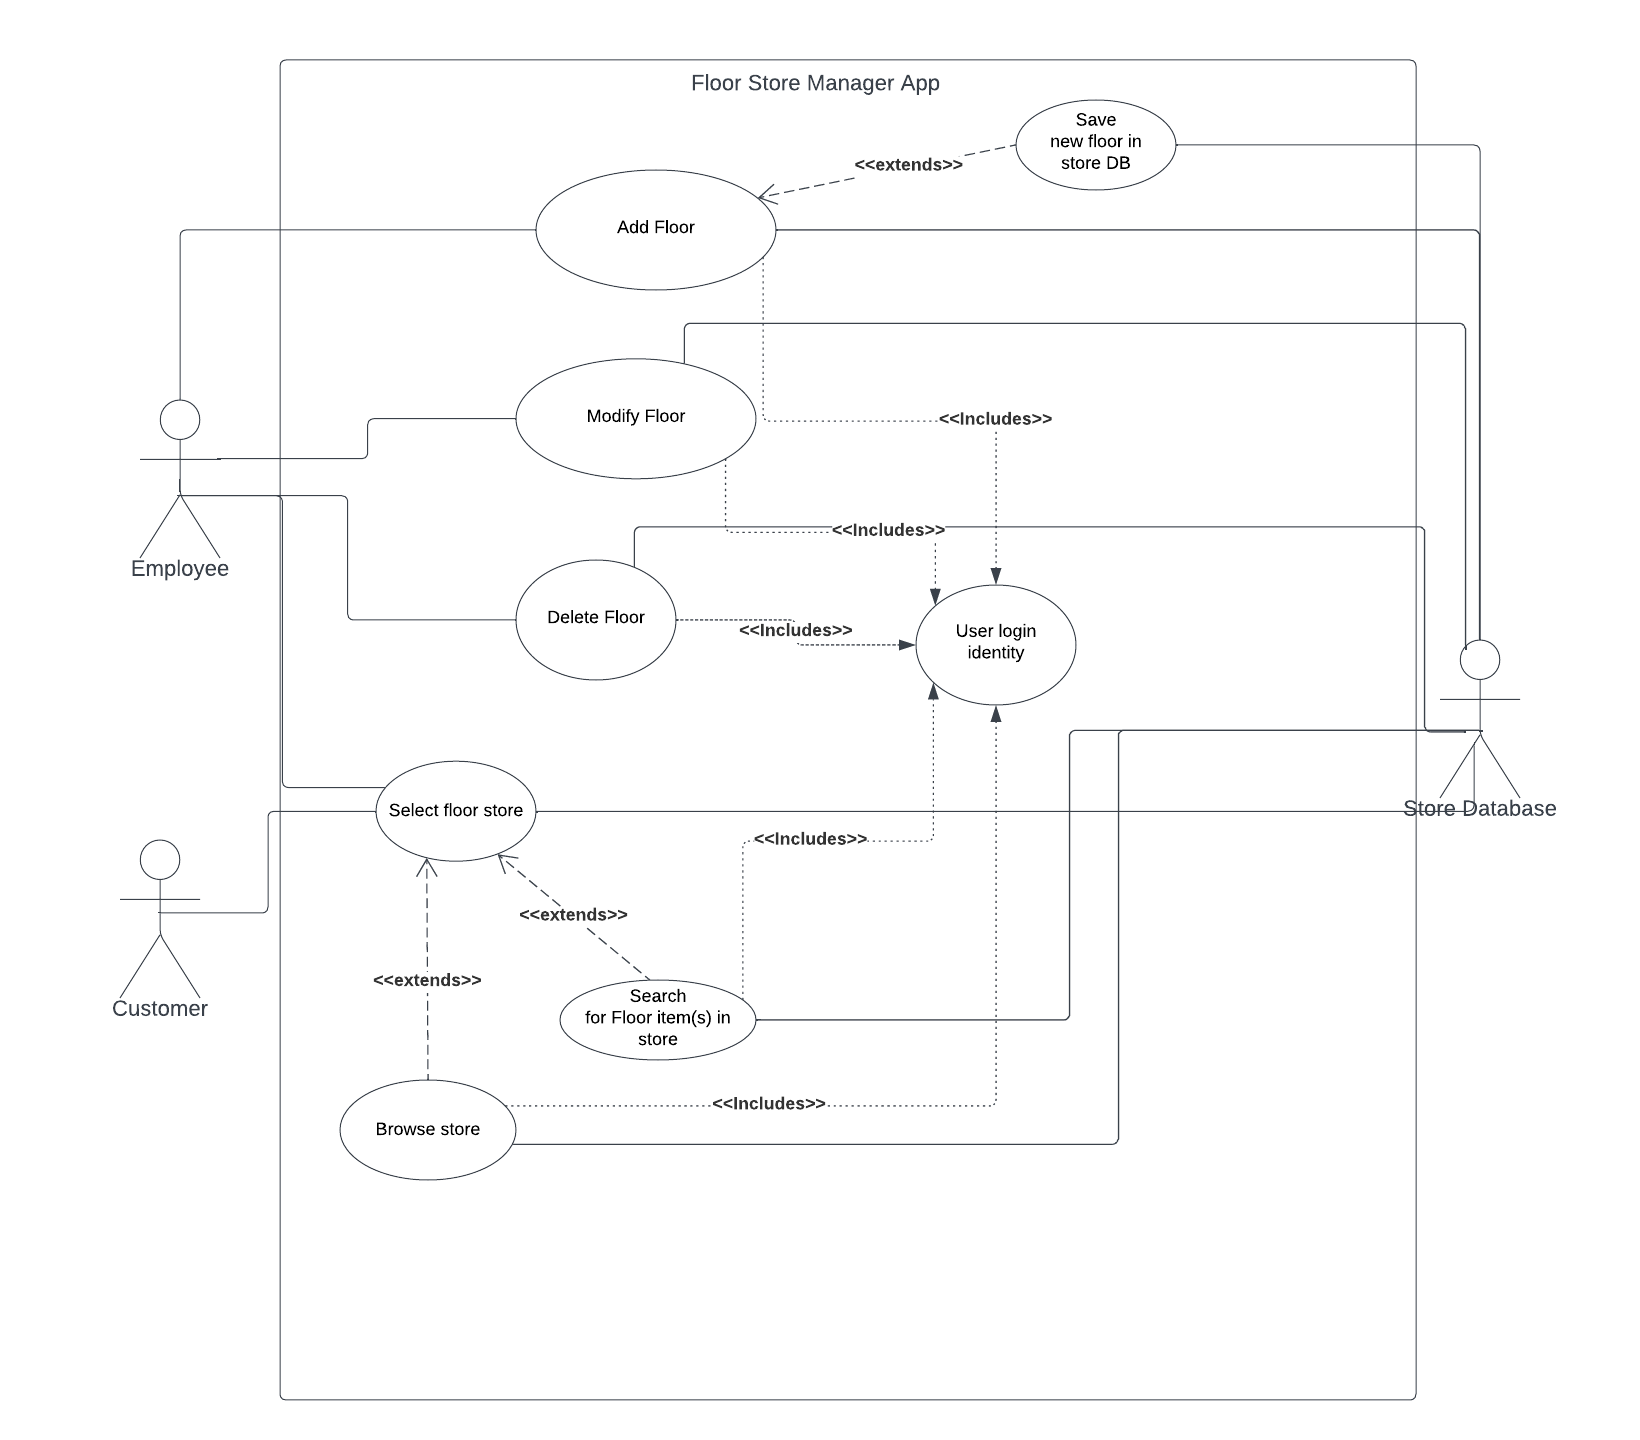 Floor Store Manager App
Save
new floor in
store DB
<<extends>>
Add Floor
Modify Floor
<<Includes>>
<<Includes>>
Employee
Delete Floor
<<Includes>>
User login
identity
Select floor store
Store Database
<<Includes>>
<<extends>>
<<extends>>
Customer
Search
for Floor item(s) in
store
<<Includes>>
Browse store